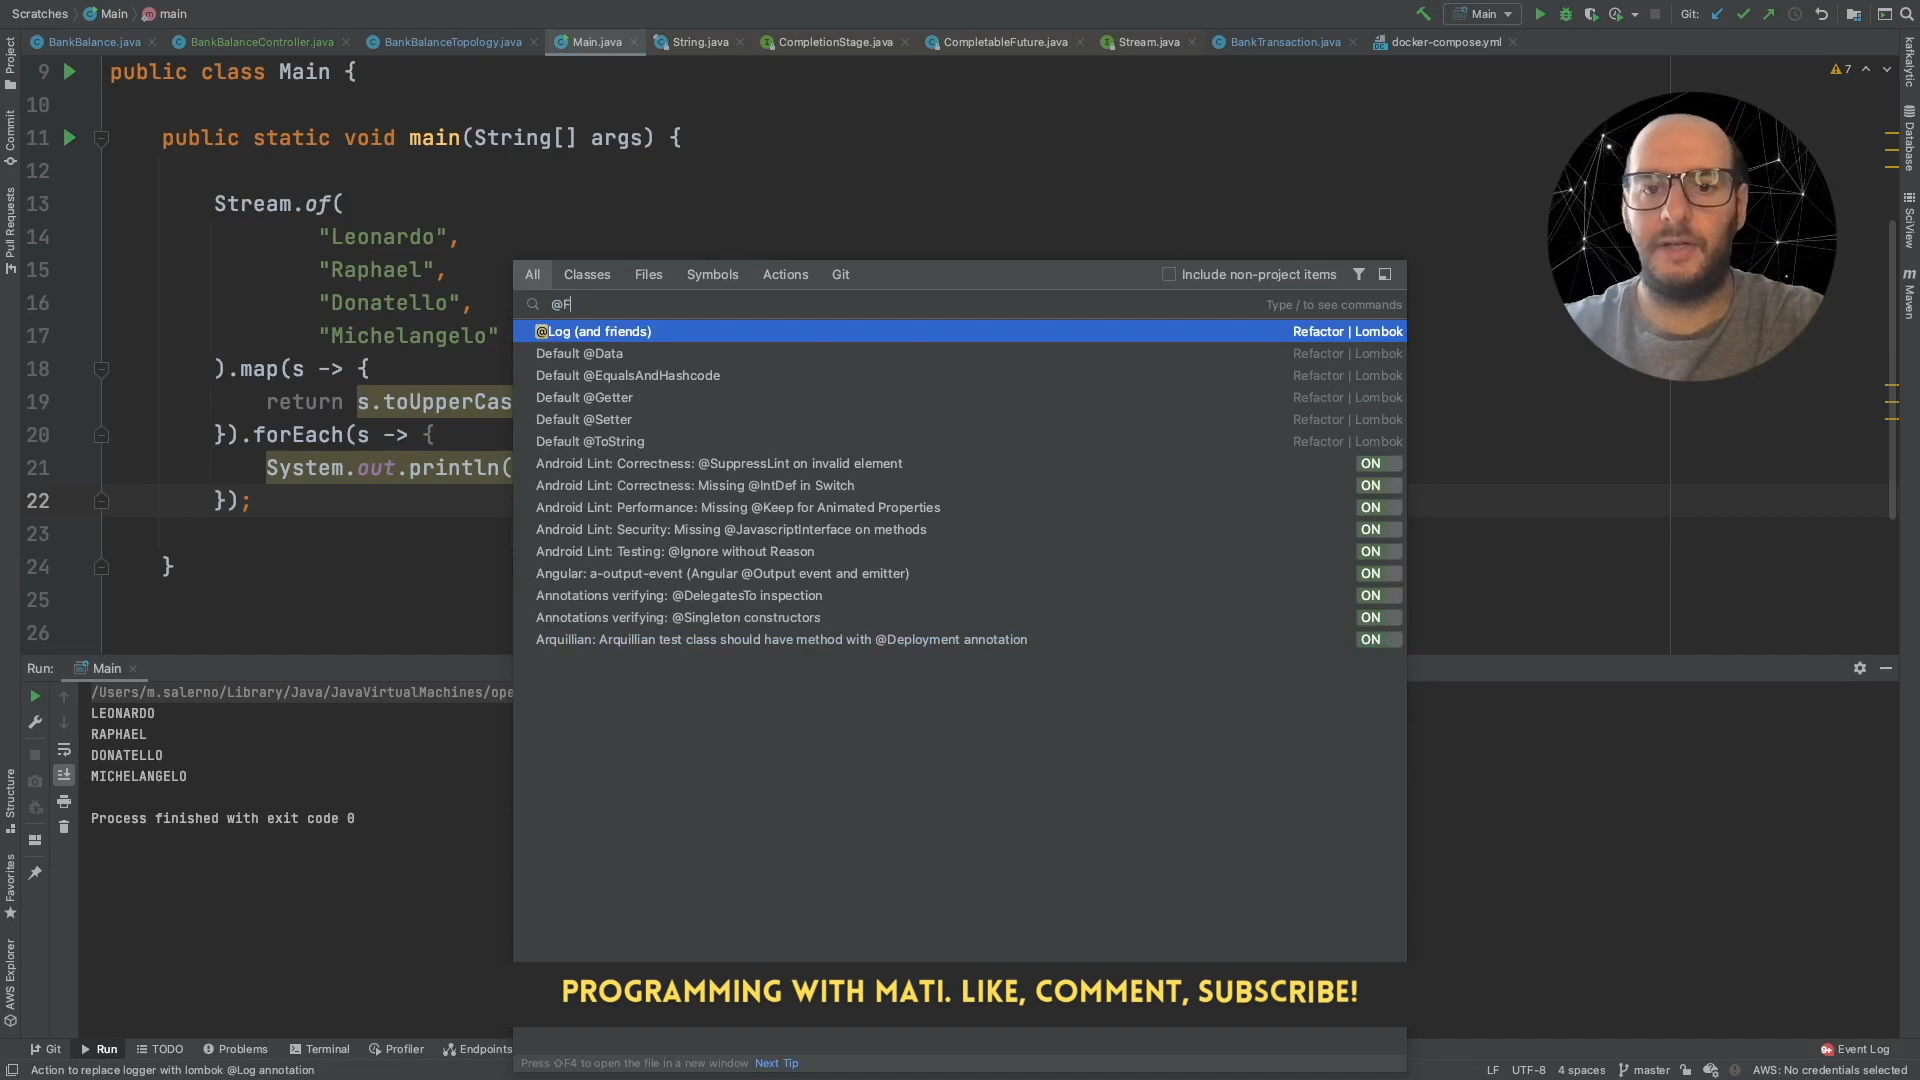 Scratches Main main
Main Git:
BankBalance.java BankBalanceController.java BankBalanceTopology.java Main.java String.java CompletionStage.java CompletableFuture.java Stream.java BankTransaction.java docker-compose.yml
9 public class Main {
7
10
11 public static void main(String[] args) {
12
13 Stream.of(
14 "Leonardo",
15 "Raphael",
16 "Donatello",
17 "Michelangelo"
18 ).map(s -> {
19 return s.toUpperCas
20 }).forEach(s -> {
21 System.out.println(
22 });
23
24 }
25
26
All Classes Files Symbols Actions Git Include non-project items
@F Type / to see commands
@Log (and friends) Refactor | Lombok
Default @Data Refactor | Lombok
Default @EqualsAndHashcode Refactor | Lombok
Default @Getter Refactor | Lombok
Default @Setter Refactor | Lombok
Default @ToString Refactor | Lombok
Android Lint: Correctness: @SuppressLint on invalid element ON
Android Lint: Correctness: Missing @IntDef in Switch ON
Android Lint: Performance: Missing @Keep for Animated Properties ON
Android Lint: Security: Missing @JavascriptInterface on methods ON
Android Lint: Testing: @Ignore without Reason ON
Angular: a-output-event (Angular @Output event and emitter) ON
Annotations verifying: @DelegatesTo inspection ON
Annotations verifying: @Singleton constructors ON
Arquillian: Arquillian test class should have method with @Deployment annotation ON
Press ⇧F4 to open the file in a new window Next Tip
Run: Main
/Users/m.salerno/Library/Java/JavaVirtualMachines/ope
LEONARDO
RAPHAEL
DONATELLO
MICHELANGELO
Process finished with exit code 0
PROGRAMMING WITH MATI. LIKE, COMMENT, SUBSCRIBE!
Project
Commit
Pull Requests
Structure
Favorites
AWS Explorer
kafkalytic
Database
SciView
m Maven
Git Run TODO Problems Terminal Profiler Endpoints 9+ Event Log
Action to replace logger with lombok @Log annotation LF UTF-8 4 spaces master AWS: No credentials selected